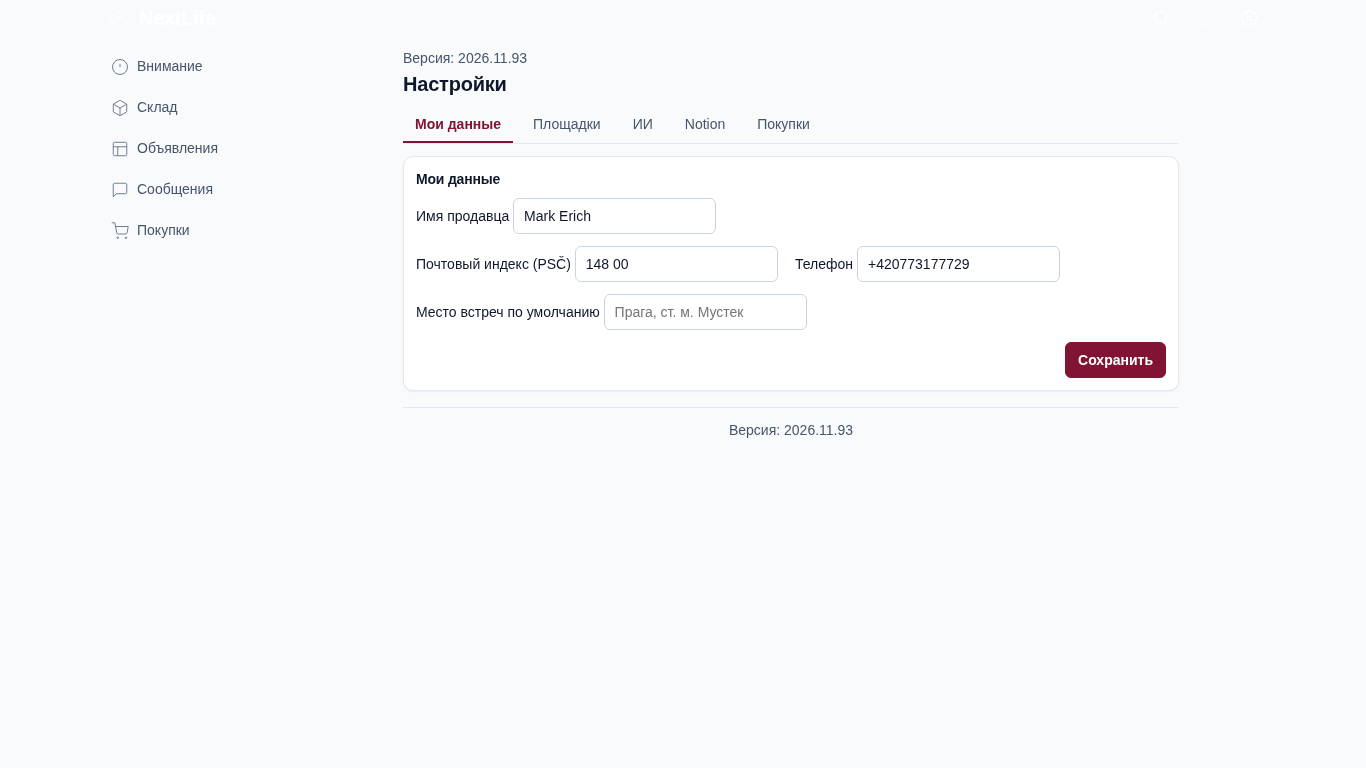 NextLife
Внимание
Склад
Объявления
Сообщения
Покупки
Версия: 2026.11.93
Настройки
Мои данные Площадки ИИ Notion Покупки
Мои данные
Имя продавца Mark Erich
Почтовый индекс (PSČ) 148 00 Телефон +420773177729
Место встреч по умолчанию Прага, ст. м. Мустек
Сохранить
Версия: 2026.11.93